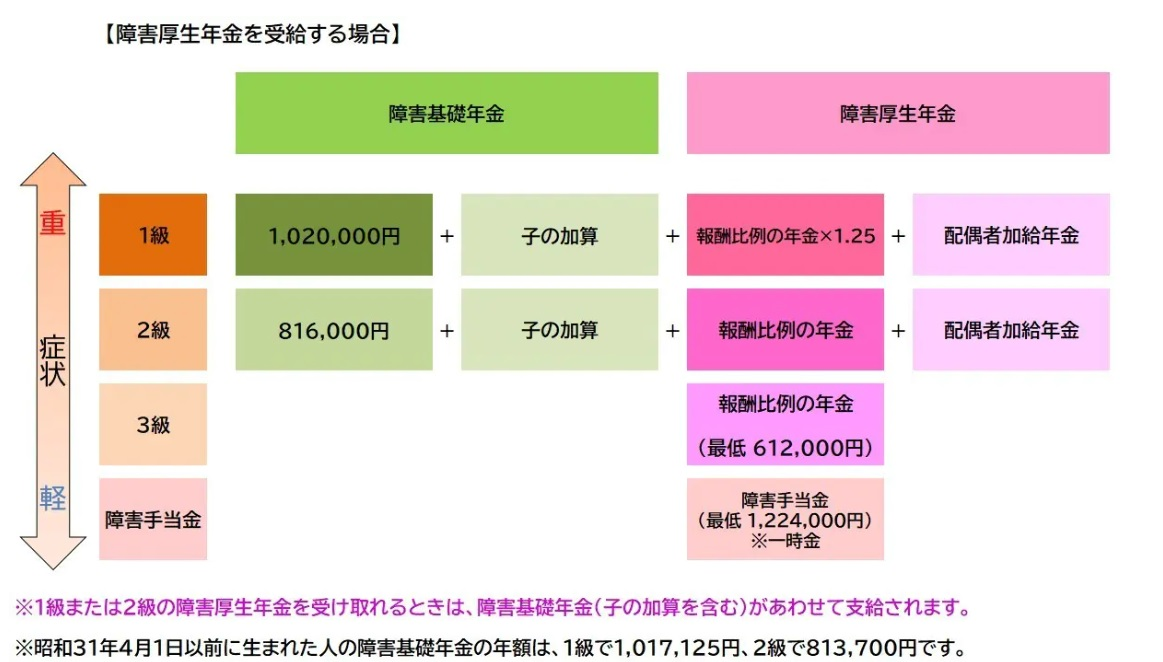 【障害厚生年金を受給する場合】
障害基礎年金
障害厚生年金
重
症状
軽
1級
1,020,000円
+
子の加算
+
報酬比例の年金×1.25
+
配偶者加給年金
2級
816,000円
+
子の加算
+
報酬比例の年金
+
配偶者加給年金
3級
報酬比例の年金
（最低 612,000円）
障害手当金
障害手当金
（最低 1,224,000円）
※一時金
※1級または2級の障害厚生年金を受け取れるときは、障害基礎年金（子の加算を含む）があわせて支給されます。
※昭和31年4月1日以前に生まれた人の障害基礎年金の年額は、1級で1,017,125円、2級で813,700円です。